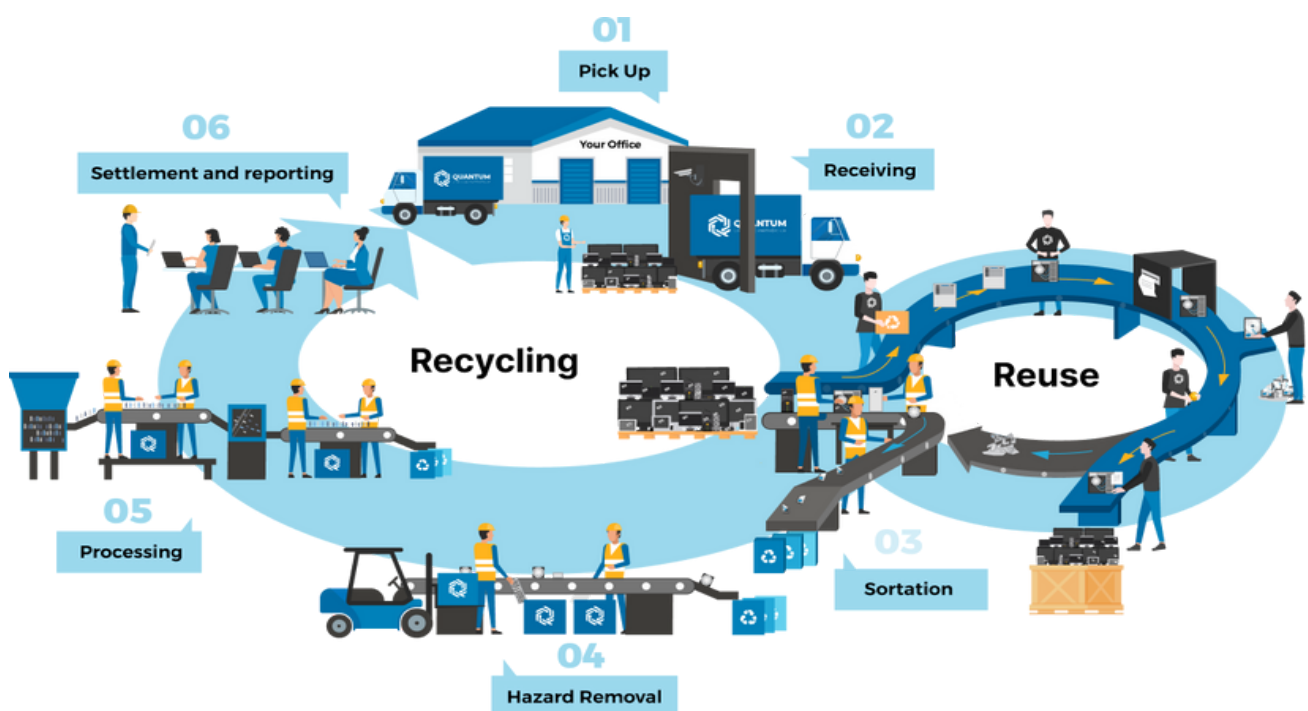 01
Pick Up
06
Settlement and reporting
02
Receiving
Your Office
QUANTUM
QUANTUM
Recycling
Reuse
05
Processing
03
Sortation
04
Hazard Removal